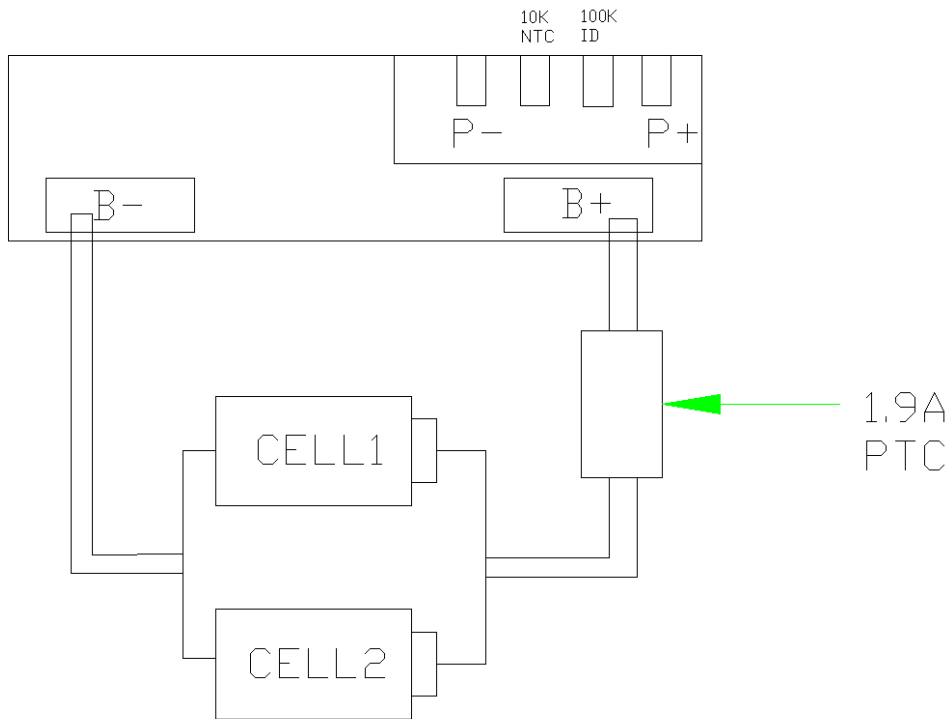 10K
NTC
100K
ID
P-
P+
B-
B+
1.9A
PTC
CELL1
CELL2